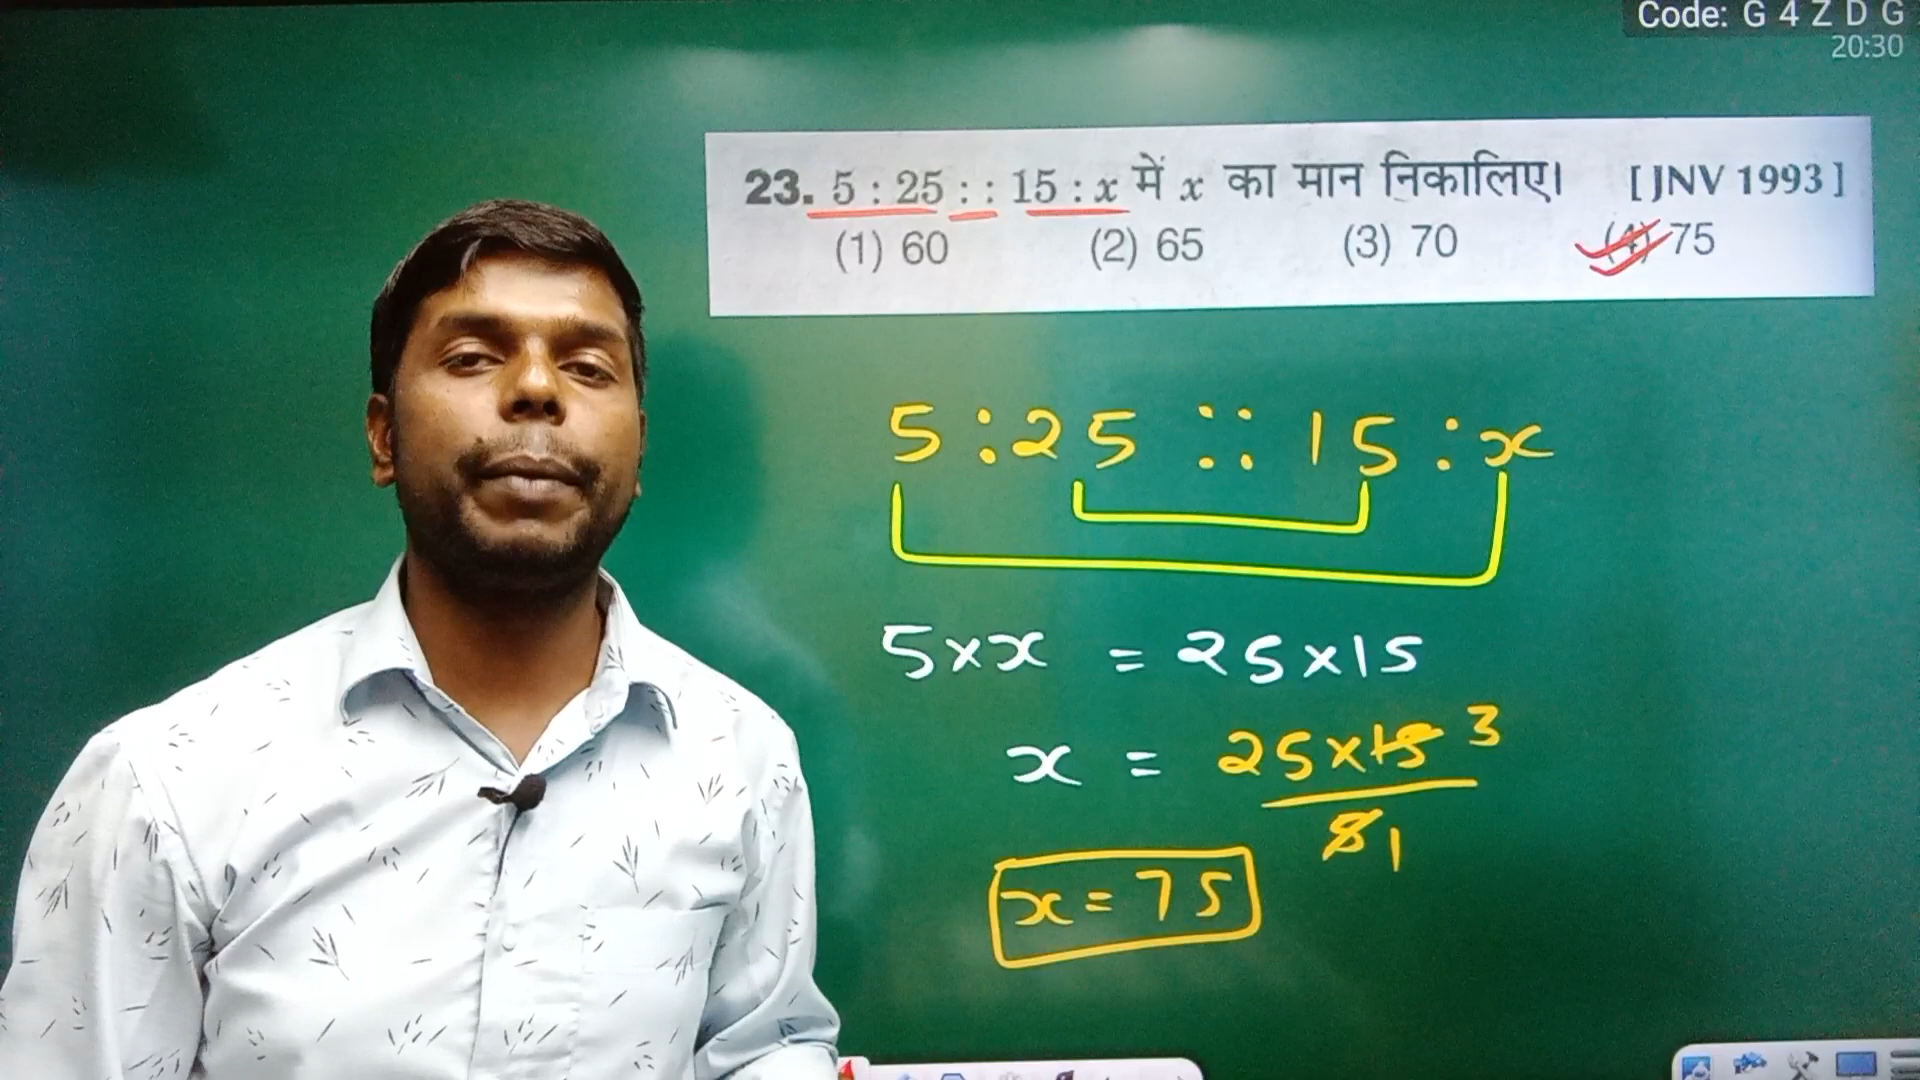 Code: G 4 Z D G
20:30
23. 5 : 25 : : 15 : x में x का मान निकालिए। [ JNV 1993 ]
(1) 60 (2) 65 (3) 70 (4) 75
5 : 25 :: 15 : x
5×x = 25×15
x = 25×15 3
5 1
x = 75